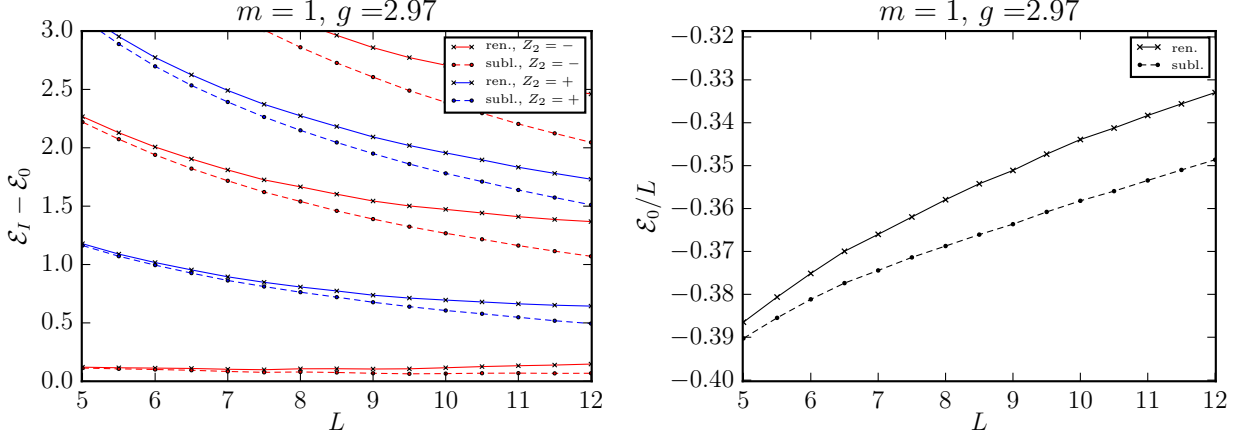 m = 1, g =2.97
3.0
2.5
2.0
1.5
1.0
0.5
0.0
ℰ_I − ℰ_0
ren., Z_2 = −
subl., Z_2 = −
ren., Z_2 = +
subl., Z_2 = +
5 6 7 8 9 10 11 12
L
m = 1, g =2.97
−0.32
−0.33
−0.34
−0.35
−0.36
−0.37
−0.38
−0.39
−0.40
ℰ_0/L
ren.
subl.
5 6 7 8 9 10 11 12
L